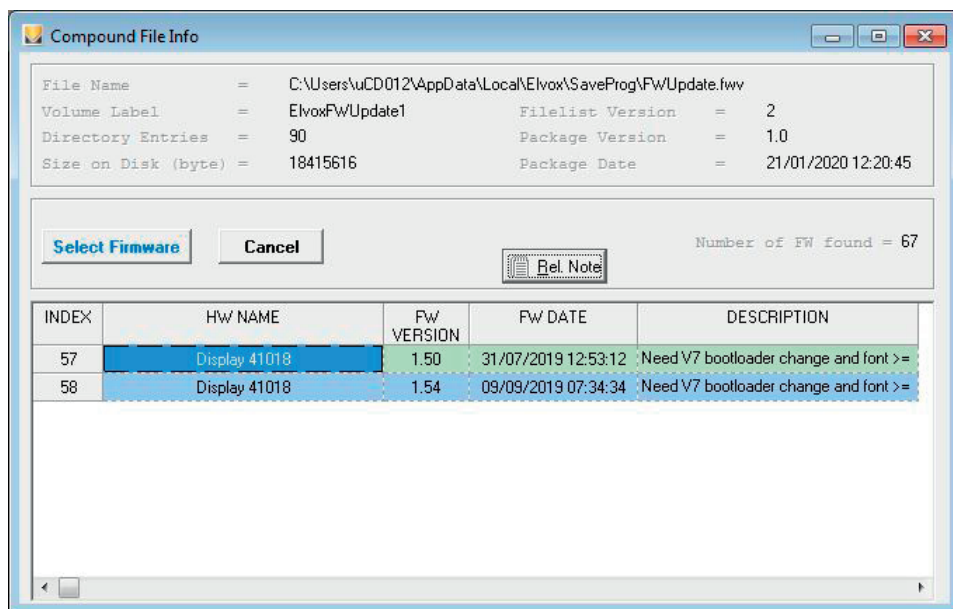 Compound File Info
File Name = C:\Users\uCD012\AppData\Local\Elvox\SaveProg\FWUpdate.fwv
Volume Label = ElvoxFWUpdate1 Filelist Version = 2
Directory Entries = 90 Package Version = 1.0
Size on Disk (byte) = 18415616 Package Date = 21/01/2020 12:20:45
Select Firmware Cancel Rel. Note Number of FW found = 67
INDEX HW NAME FW VERSION FW DATE DESCRIPTION
57 Display 41018 1.50 31/07/2019 12:53:12 Need V7 bootloader change and font >=
58 Display 41018 1.54 09/09/2019 07:34:34 Need V7 bootloader change and font >=